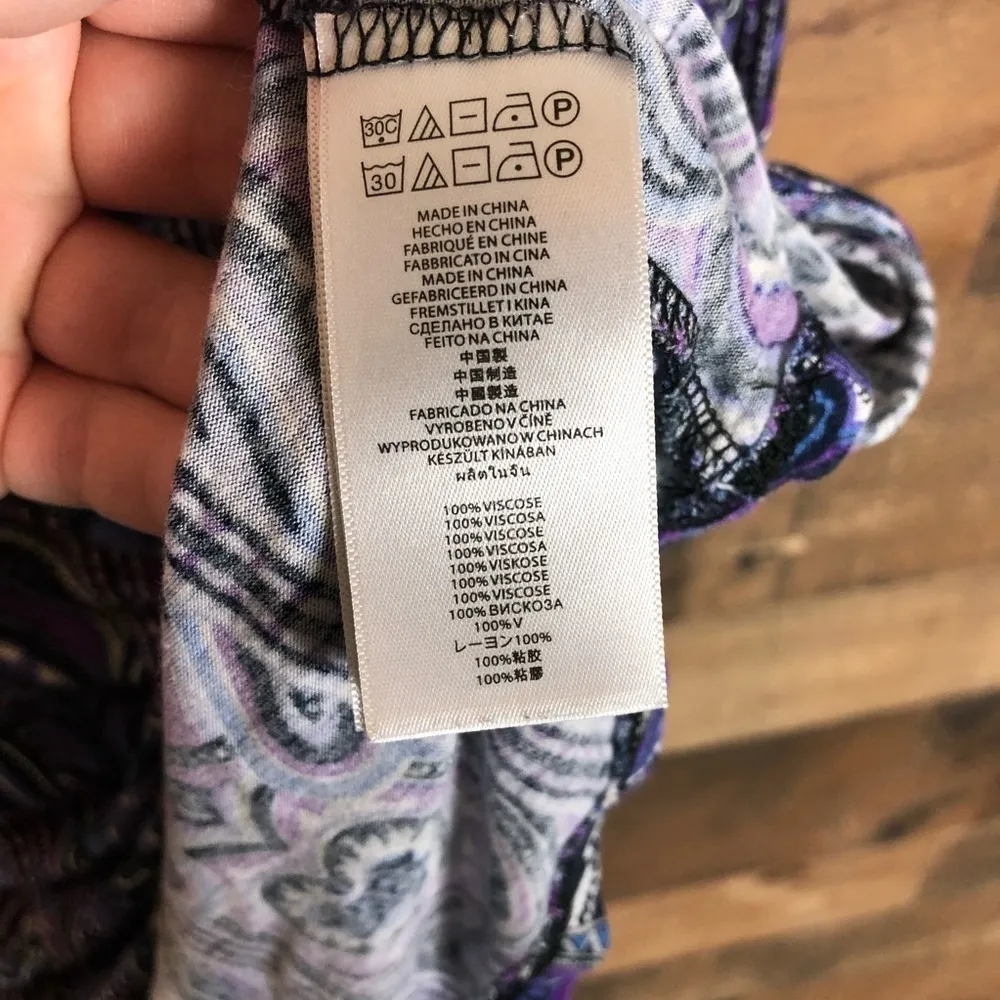 30C P
30 P
MADE IN CHINA
HECHO EN CHINA
FABRIQUÉ EN CHINE
FABBRICATO IN CINA
MADE IN CHINA
GEFABRICEERD IN CHINA
FREMSTILLET I KINA
СДЕЛАНО В КИТАЕ
FEITO NA CHINA
中国製
中国制造
中國製造
FABRICADO NA CHINA
VYROBENO V ČÍNĚ
WYPRODUKOWANO W CHINACH
KÉSZÜLT KÍNÁBAN
ผลิตในจีน
100% VISCOSE
100% VISCOSA
100% VISCOSE
100% VISCOSA
100% VISKOSE
100% VISCOSE
100% VISCOSE
100% ВИСКОЗА
100% V
レーヨン100%
100%粘胶
100%粘膠